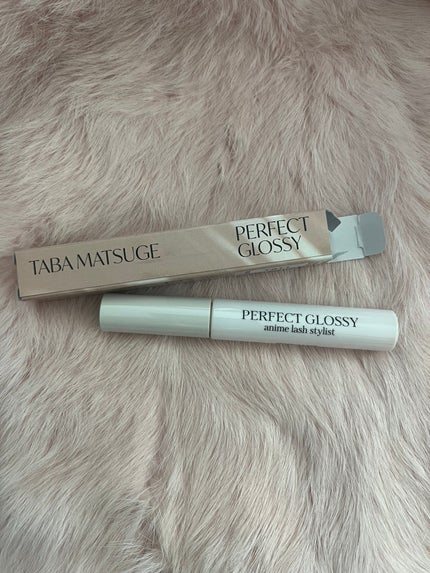 TABA MATSUGE
PERFECT
GLOSSY
PERFECT GLOSSY
anime lash stylist